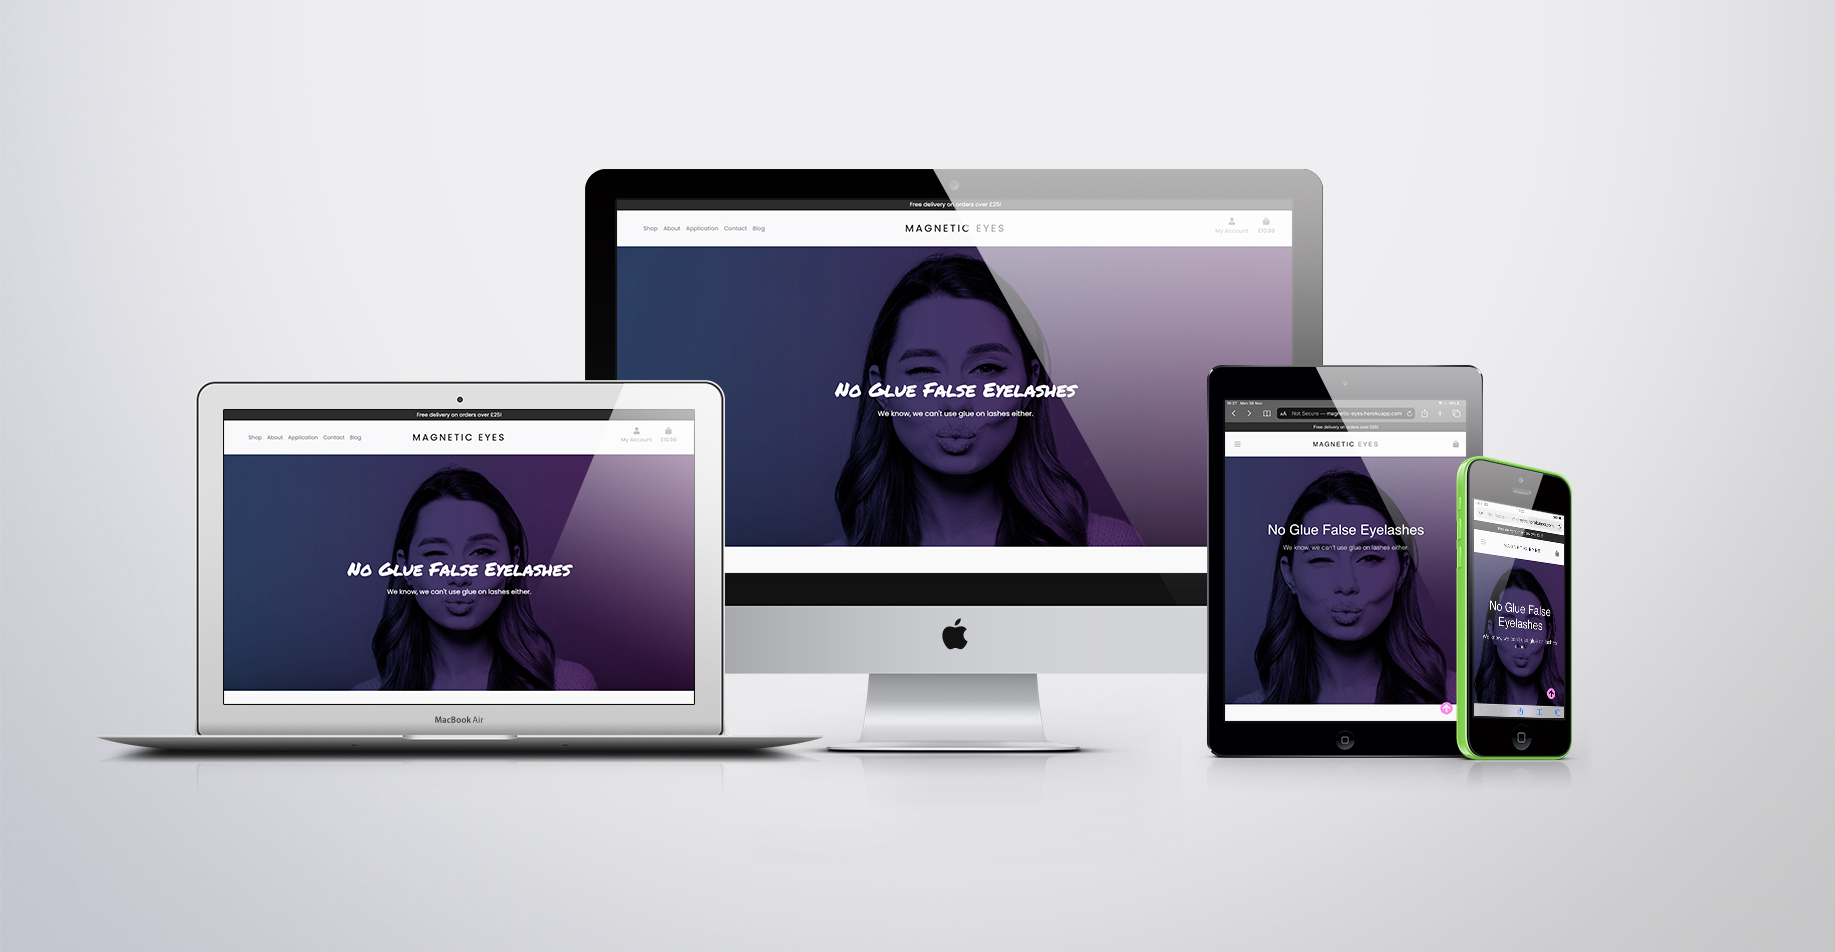 Free delivery on orders over £25!
Shop About Application Contact Blog
MAGNETIC EYES
My Account £10.99
No Glue False Eyelashes
We know, we can't use glue on lashes either.
Free delivery on orders over £25!
Shop About Application Contact Blog
MAGNETIC EYES
My Account £10.99
No Glue False Eyelashes
We know, we can't use glue on lashes either.
MacBook Air
AA Not Secure — magnetic-eyes.herokuapp.com
Free delivery on orders over £25!
MAGNETIC EYES
No Glue False Eyelashes
We know, we can't use glue on lashes either.
MAGNETIC EYES
No Glue False
Eyelashes